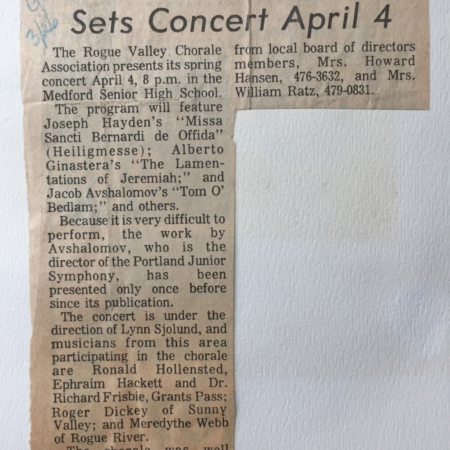 3/26
Sets Concert April 4
The Rogue Valley Chorale
Association presents its spring
concert April 4, 8 p.m. in the
Medford Senior High School.
The program will feature
Joseph Hayden's "Missa
Sancti Bernardi de Offida"
(Heiligmesse); Alberto
Ginastera's "The Lamen-
tations of Jeremiah;" and
Jacob Avshalomov's "Tom O'
Bedlam;" and others.
Because it is very difficult to
perform, the work by
Avshalomov, who is the
director of the Portland Junior
Symphony, has been
presented only once before
since its publication.
The concert is under the
direction of Lynn Sjolund, and
musicians from this area
participating in the chorale
are Ronald Hollensted,
Ephraim Hackett and Dr.
Richard Frisbie, Grants Pass;
Roger Dickey of Sunny
Valley; and Meredythe Webb
of Rogue River.
The chorale was well
from local board of directors
members, Mrs. Howard
Hansen, 476-3632, and Mrs.
William Ratz, 479-0831.